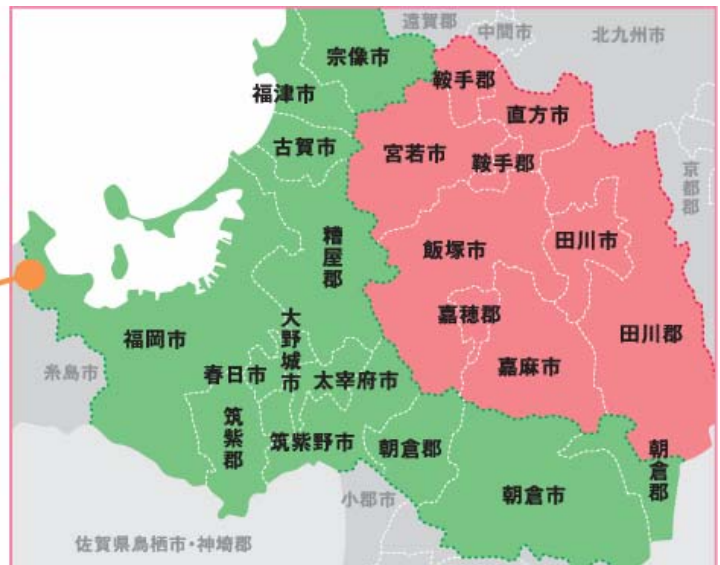 遠賀郡
中間市
北九州市
宗像市
鞍手郡
福津市
直方市
古賀市
宮若市
鞍手郡
京都郡
糟屋郡
飯塚市
田川市
嘉穂郡
福岡市
大野城市
田川郡
糸島市
春日市
太宰府市
嘉麻市
筑紫郡
筑紫野市
朝倉郡
朝倉郡
小郡市
朝倉市
佐賀県鳥栖市・神埼郡